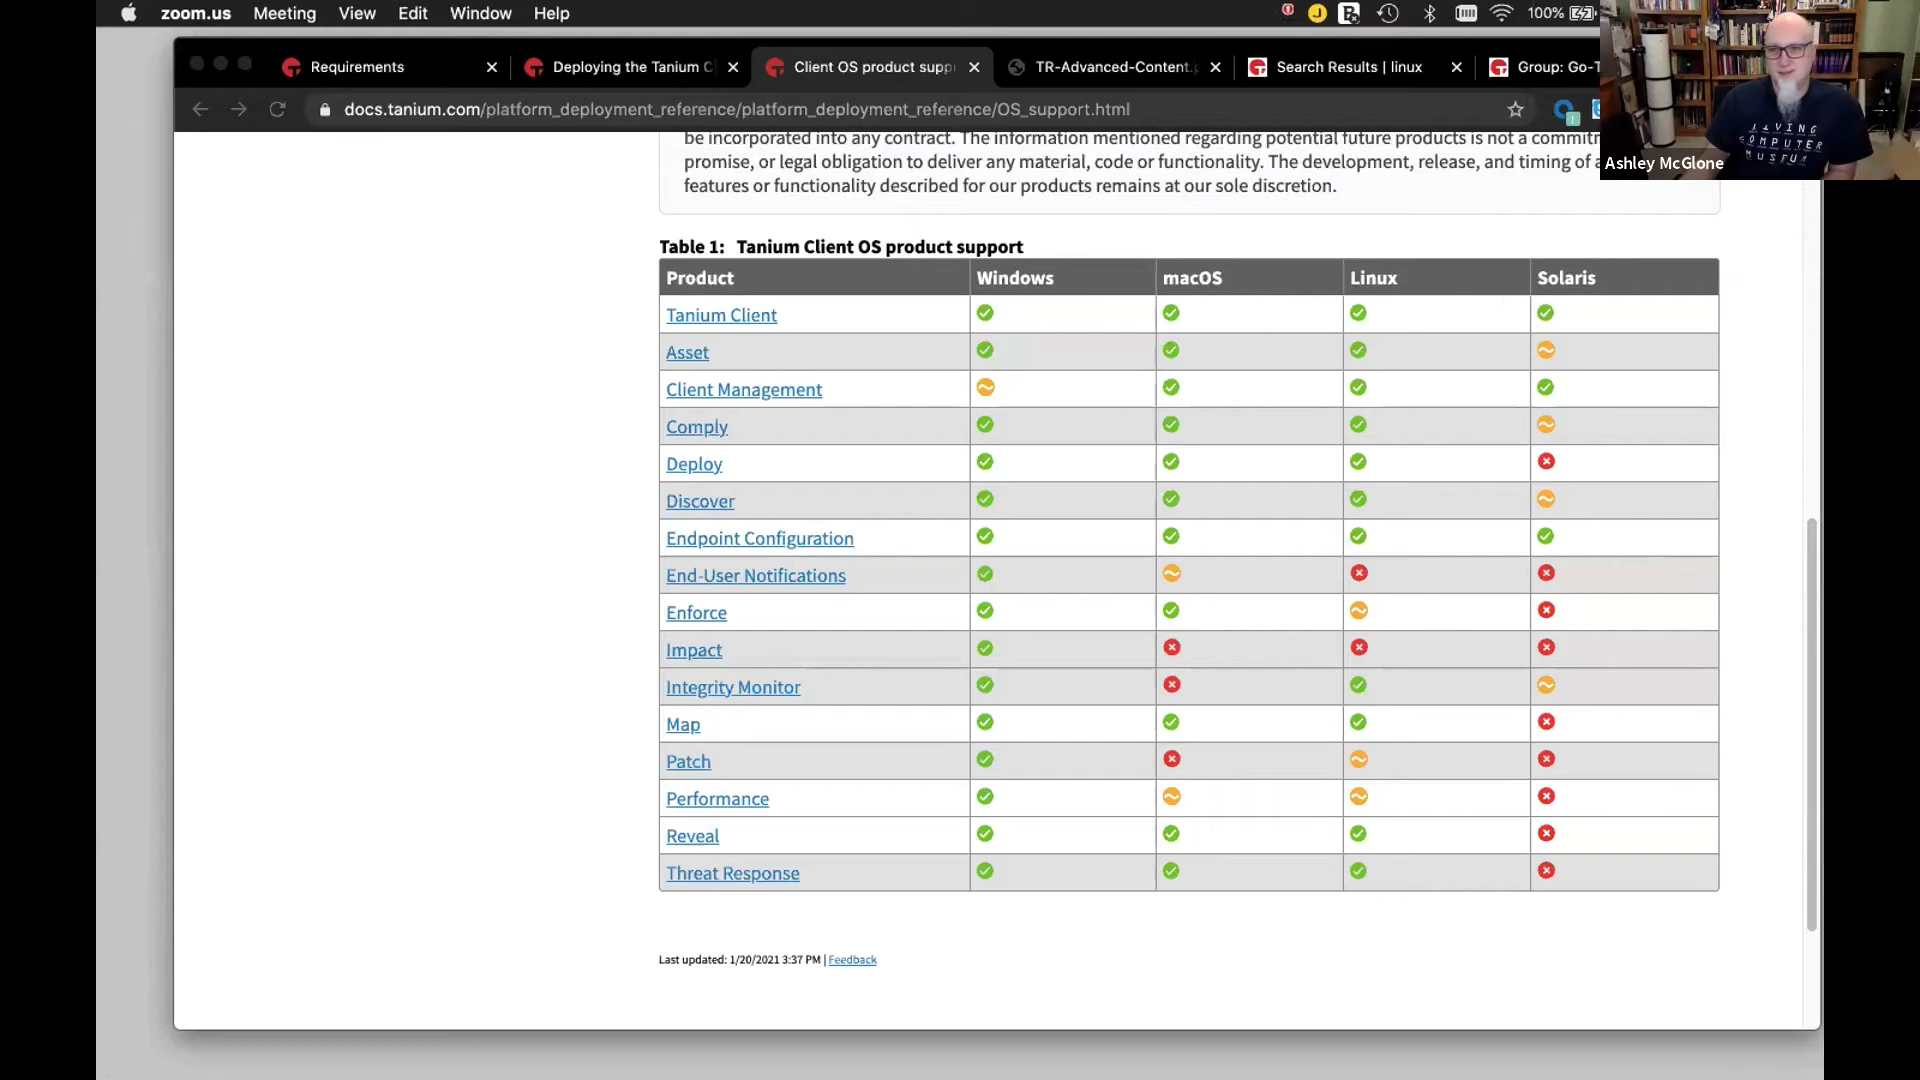 zoom.us Meeting View Edit Window Help 100%
Requirements Deploying the Tanium C Client OS product supp TR-Advanced-Content. Search Results | linux Group: Go-T
docs.tanium.com/platform_deployment_reference/platform_deployment_reference/OS_support.html
LIVING
COMPUTER
MUSEUM
Ashley McGlone
be incorporated into any contract. The information mentioned regarding potential future products is not a commit
promise, or legal obligation to deliver any material, code or functionality. The development, release, and timing of
features or functionality described for our products remains at our sole discretion.
Table 1: Tanium Client OS product support
Product Windows macOS Linux Solaris
Tanium Client
Asset
Client Management
Comply
Deploy
Discover
Endpoint Configuration
End-User Notifications
Enforce
Impact
Integrity Monitor
Map
Patch
Performance
Reveal
Threat Response
Last updated: 1/20/2021 3:37 PM | Feedback